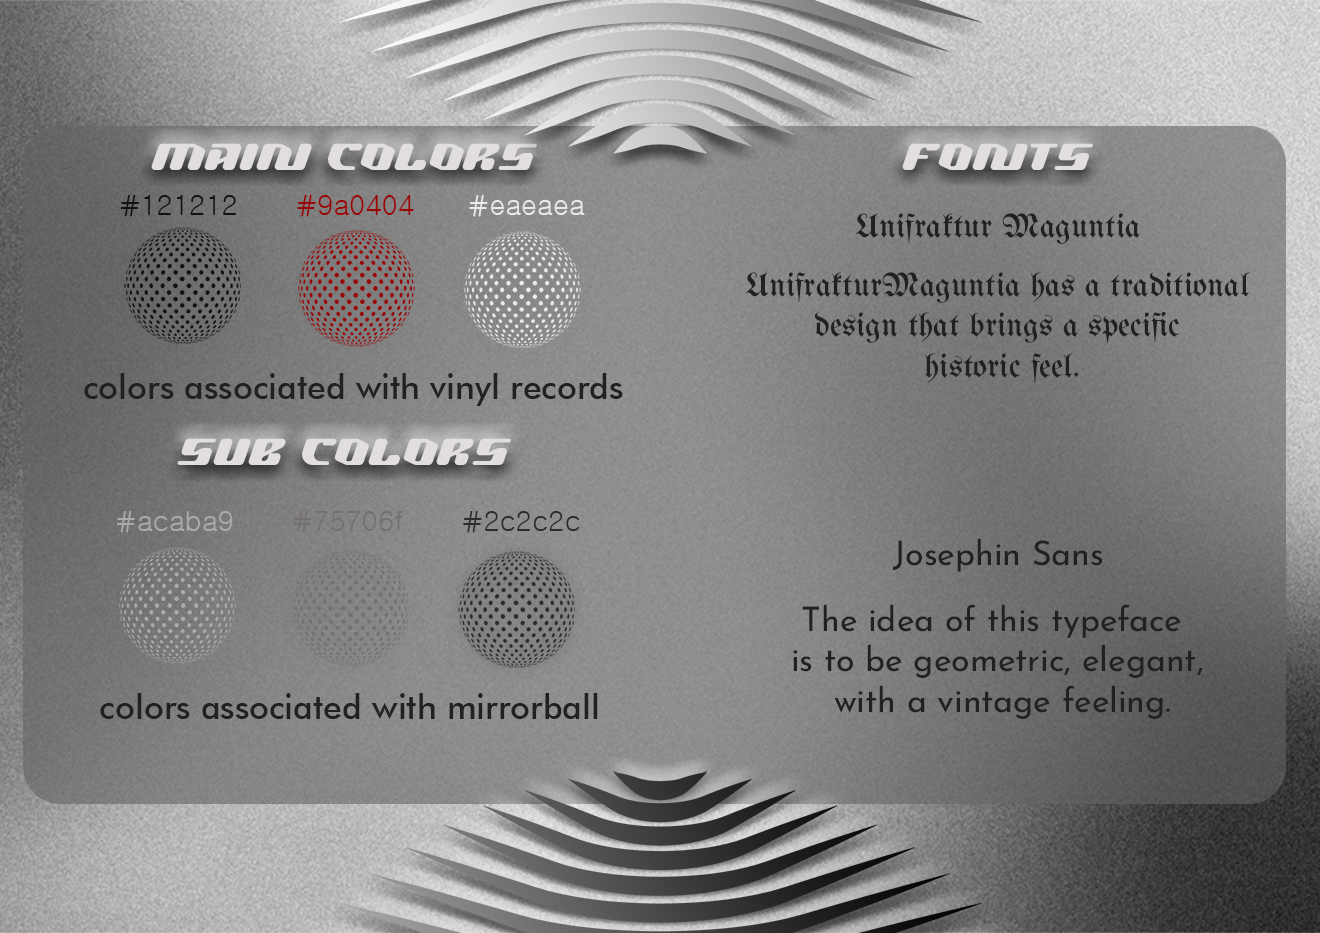 MAIN COLORS
#121212 #9a0404 #eaeaea
colors associated with vinyl records
SUB COLORS
#acaba9 #75706f #2c2c2c
colors associated with mirrorball
FONTS
Unifraktur Maguntia
UnifrakturMaguntia has a traditional
design that brings a specific
historic feel.
Josephin Sans
The idea of this typeface
is to be geometric, elegant,
with a vintage feeling.